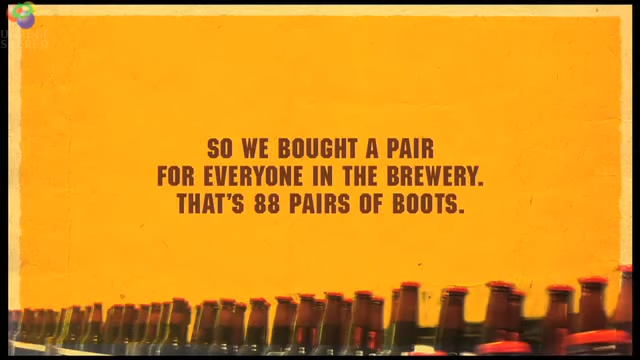 SO WE BOUGHT A PAIR
FOR EVERYONE IN THE BREWERY.
THAT'S 88 PAIRS OF BOOTS.